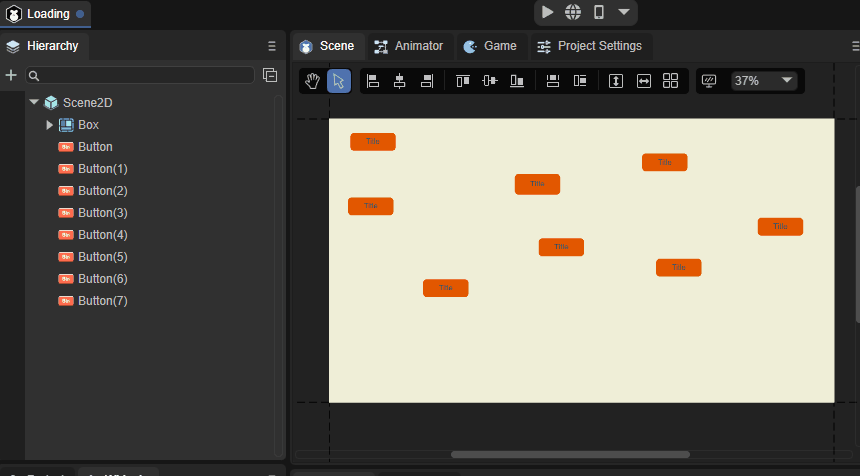 Loading
Hierarchy
Scene
Animator
Game
Project Settings
37%
Scene2D
Box
Button
Button(1)
Button(2)
Button(3)
Button(4)
Button(5)
Button(6)
Button(7)
Title
Title
Title
Title
Title
Title
Title
Title